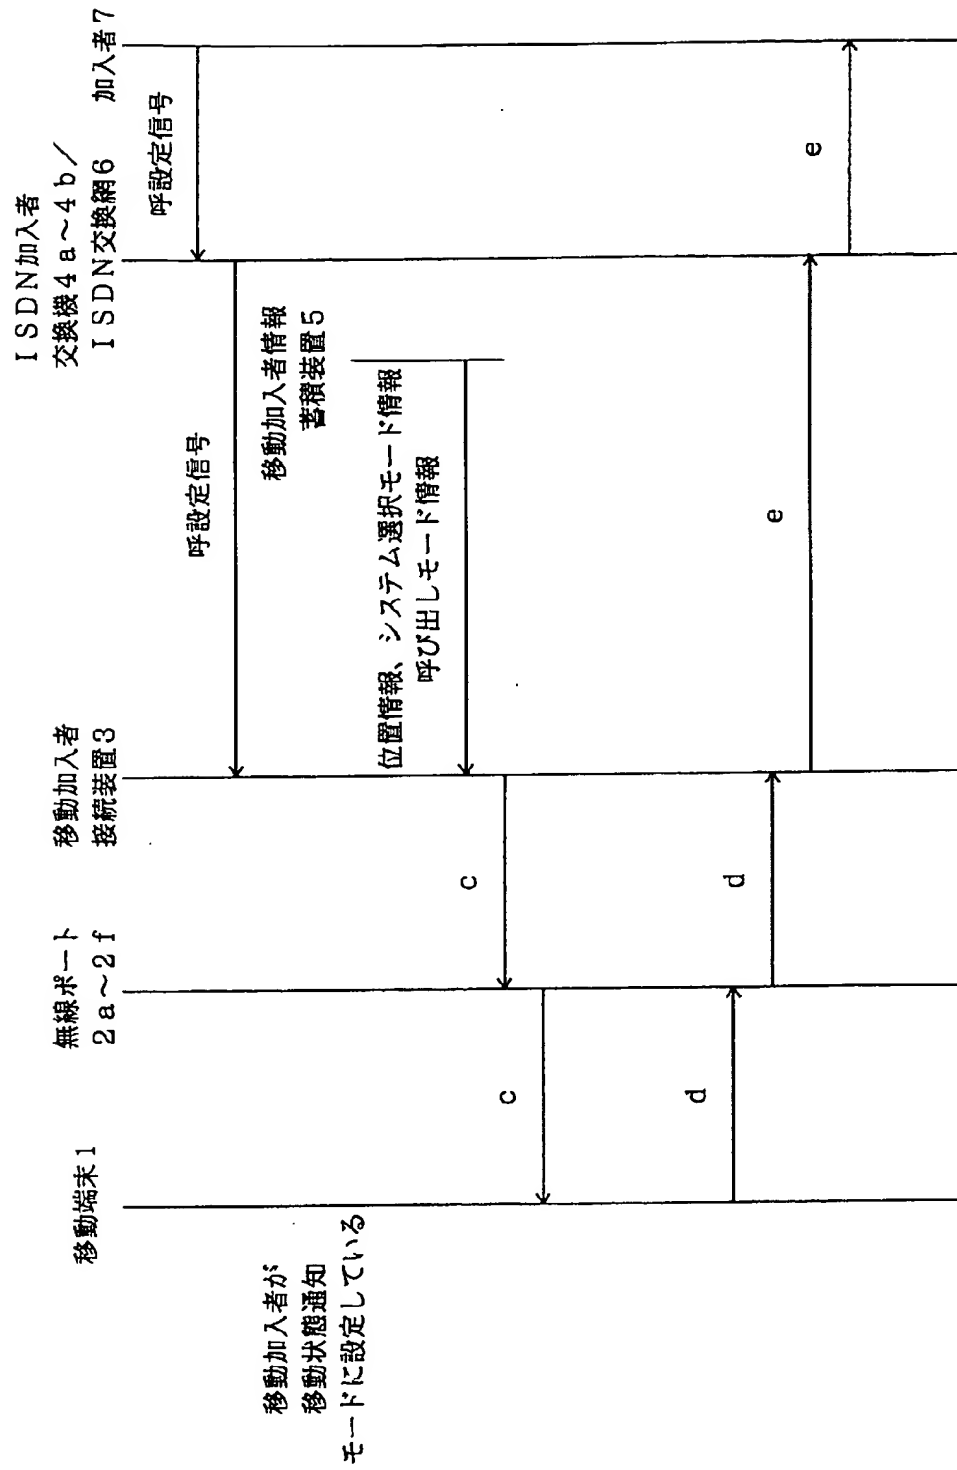 移動端末1
無線ポート
2a～2f
移動加入者
接続装置3
ISDN加入者
交換機4a～4b/
ISDN交換網6
加入者7
呼設定信号
呼設定信号
移動加入者情報
蓄積装置5
位置情報、システム選択モード情報
呼び出しモード情報
移動加入者が
移動状態通知
モードに設定している
c
c
d
d
e
e